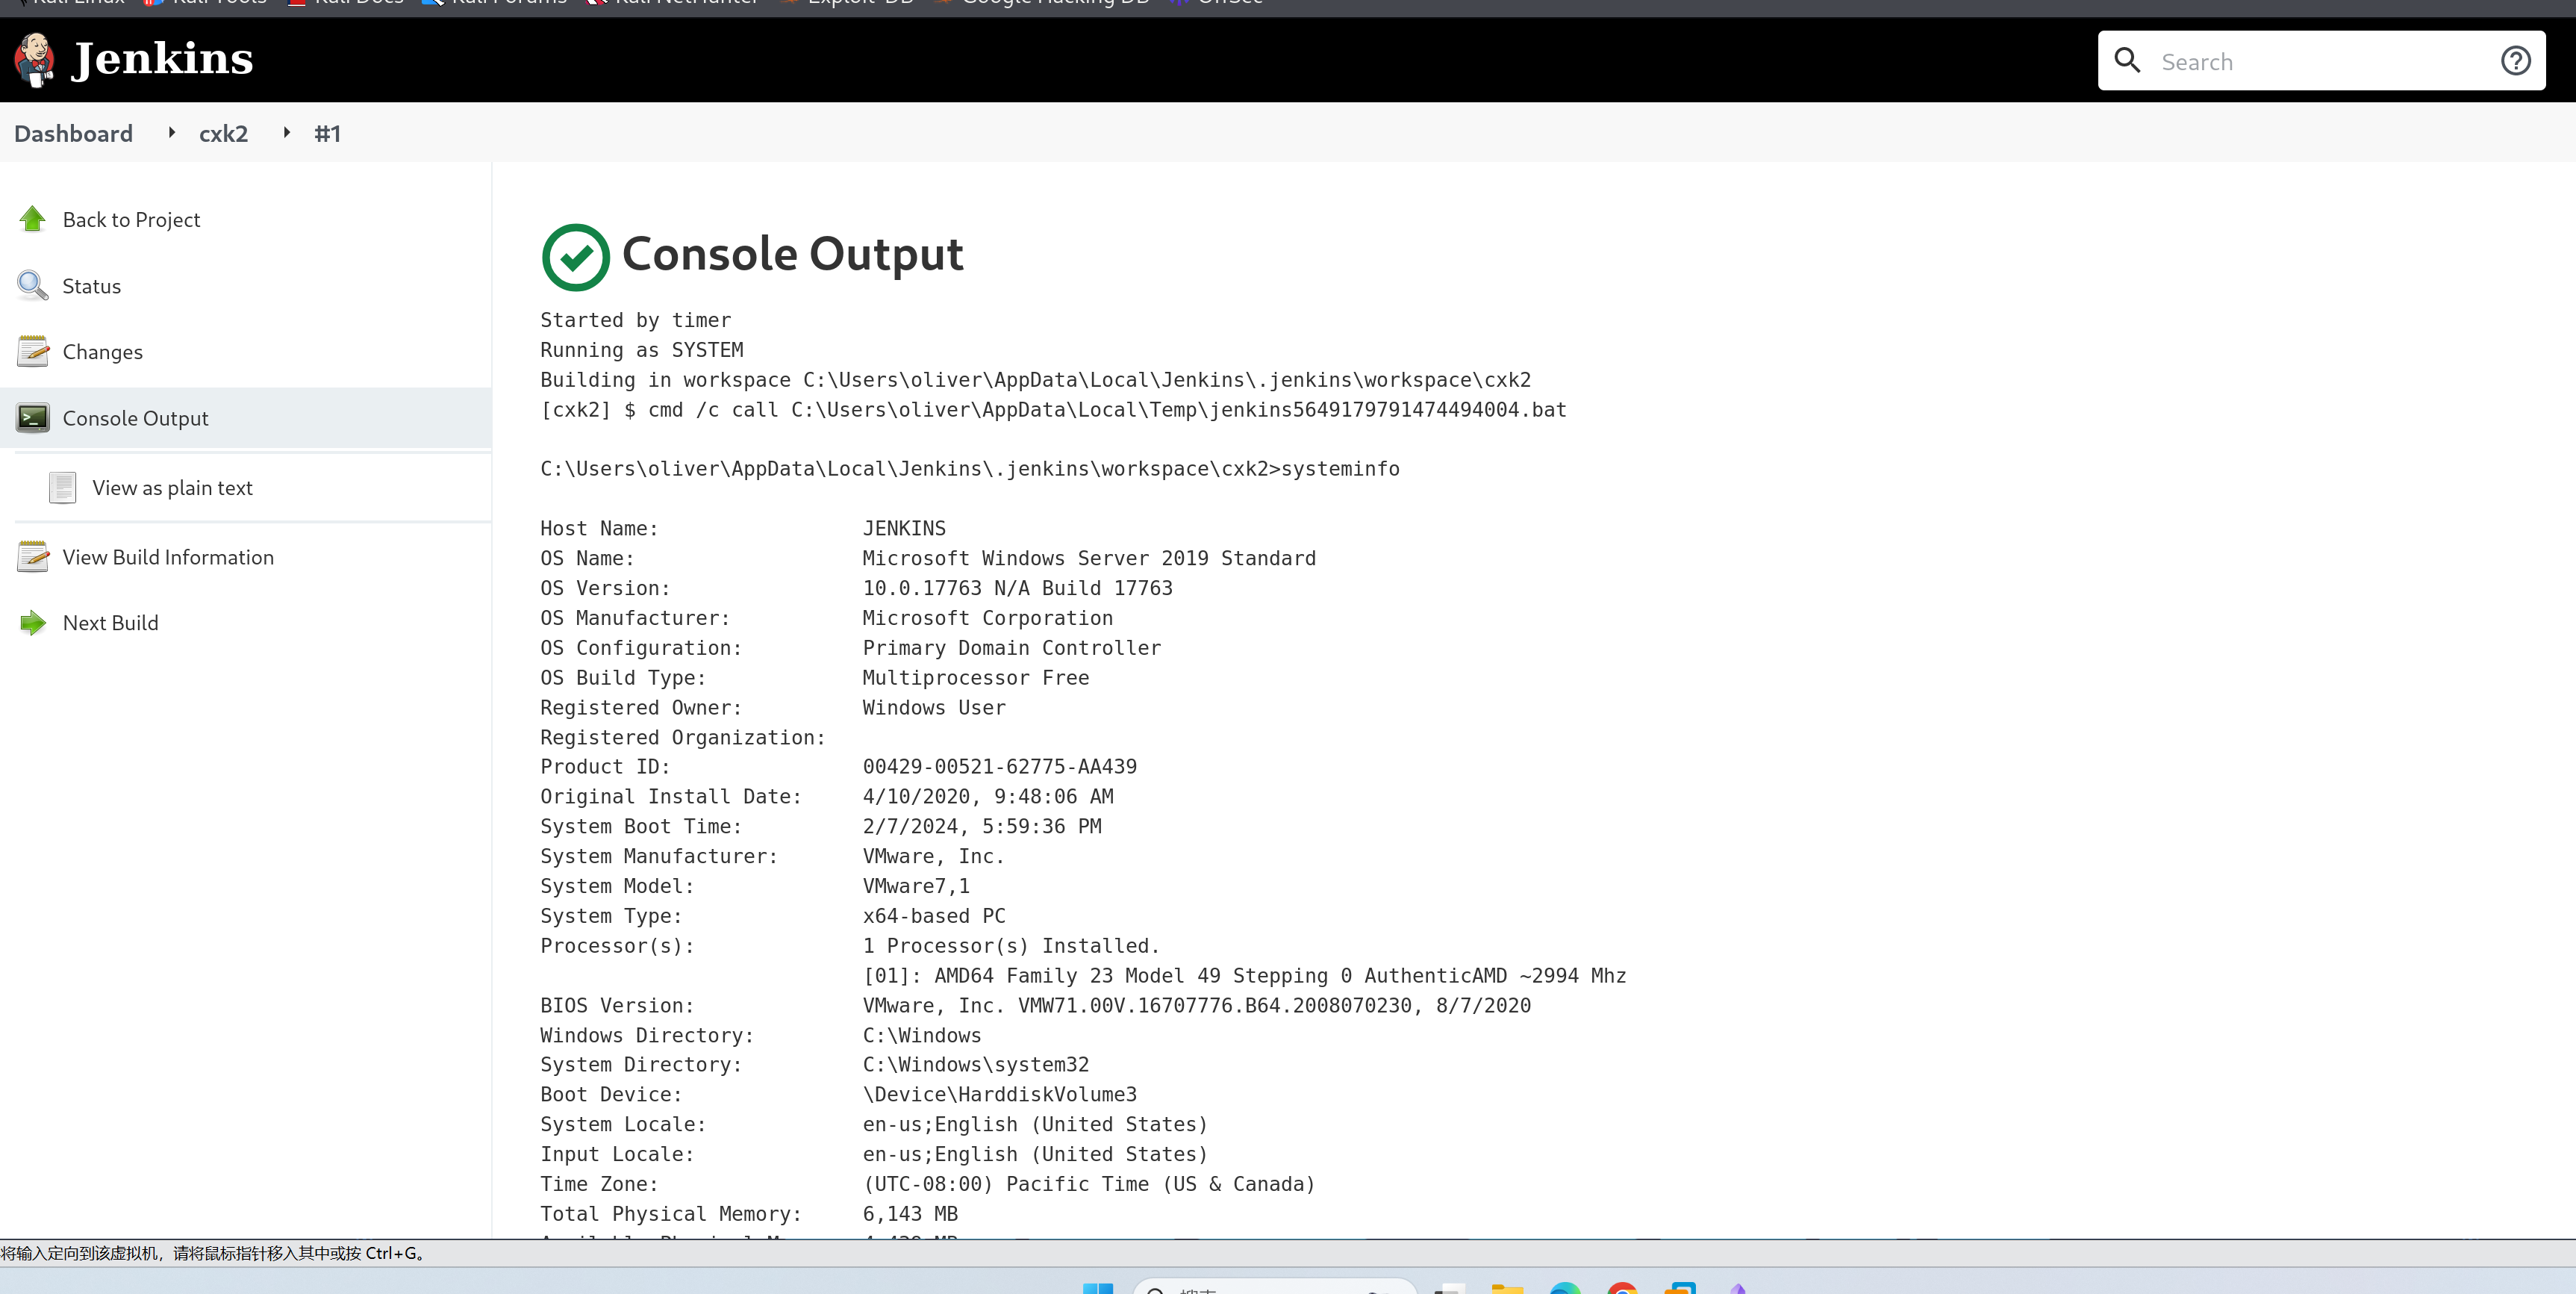 Kali Linux Kali Tools Kali Docs Kali Forums Kali NetHunter Exploit-DB Google Hacking DB OffSec
Jenkins
Search
Dashboard cxk2 #1
Back to Project
Status
Changes
Console Output
View as plain text
View Build Information
Next Build
Console Output
Started by timer
Running as SYSTEM
Building in workspace C:\Users\oliver\AppData\Local\Jenkins\.jenkins\workspace\cxk2
[cxk2] $ cmd /c call C:\Users\oliver\AppData\Local\Temp\jenkins5649179791474494004.bat
C:\Users\oliver\AppData\Local\Jenkins\.jenkins\workspace\cxk2>systeminfo
Host Name: JENKINS
OS Name: Microsoft Windows Server 2019 Standard
OS Version: 10.0.17763 N/A Build 17763
OS Manufacturer: Microsoft Corporation
OS Configuration: Primary Domain Controller
OS Build Type: Multiprocessor Free
Registered Owner: Windows User
Registered Organization:
Product ID: 00429-00521-62775-AA439
Original Install Date: 4/10/2020, 9:48:06 AM
System Boot Time: 2/7/2024, 5:59:36 PM
System Manufacturer: VMware, Inc.
System Model: VMware7,1
System Type: x64-based PC
Processor(s): 1 Processor(s) Installed.
[01]: AMD64 Family 23 Model 49 Stepping 0 AuthenticAMD ~2994 Mhz
BIOS Version: VMware, Inc. VMW71.00V.16707776.B64.2008070230, 8/7/2020
Windows Directory: C:\Windows
System Directory: C:\Windows\system32
Boot Device: \Device\HarddiskVolume3
System Locale: en-us;English (United States)
Input Locale: en-us;English (United States)
Time Zone: (UTC-08:00) Pacific Time (US & Canada)
Total Physical Memory: 6,143 MB
将输入定向到该虚拟机，请将鼠标指针移入其中或按 Ctrl+G。